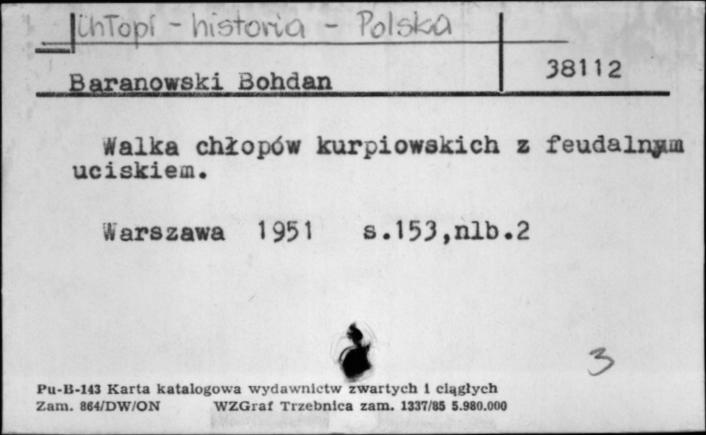 Chłopi - historia - Polska
38112
Baranowski Bohdan
Walka chłopów kurpiowskich z feudalnym
uciskiem.
Warszawa 1951 s.153,nlb.2
3
Pu-B-143 Karta katalogowa wydawnictw zwartych i ciągłych
Zam. 864/DW/ON WZGraf Trzebnica zam. 1337/85 5.980.000